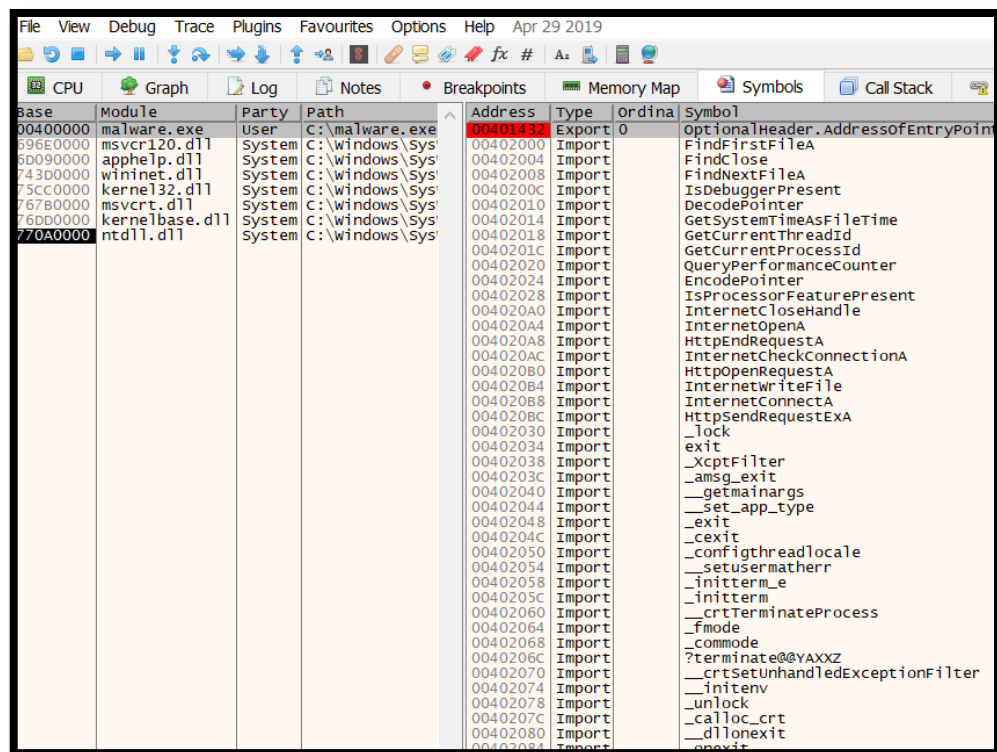 File View Debug Trace Plugins Favourites Options Help Apr 29 2019
fx # Az
CPU Graph Log Notes Breakpoints Memory Map Symbols Call Stack
Base Module Party Path Address Type Ordina Symbol
00400000 malware.exe User C:\malware.exe 00401432 Export 0 OptionalHeader.AddressOfEntryPoint
696E0000 msvcr120.dll System C:\Windows\Sys 00402000 Import FindFirstFileA
6D090000 apphelp.dll System C:\Windows\Sys 00402004 Import FindClose
743D0000 wininet.dll System C:\Windows\Sys 00402008 Import FindNextFileA
75CC0000 kernel32.dll System C:\Windows\Sys 0040200C Import IsDebuggerPresent
767B0000 msvcrt.dll System C:\Windows\Sys 00402010 Import DecodePointer
76DD0000 kernelbase.dll System C:\Windows\Sys 00402014 Import GetSystemTimeAsFileTime
770A0000 ntdll.dll System C:\Windows\Sys 00402018 Import GetCurrentThreadId
0040201C Import GetCurrentProcessId
00402020 Import QueryPerformanceCounter
00402024 Import EncodePointer
00402028 Import IsProcessorFeaturePresent
004020A0 Import InternetCloseHandle
004020A4 Import InternetOpenA
004020A8 Import HttpEndRequestA
004020AC Import InternetCheckConnectionA
004020B0 Import HttpOpenRequestA
004020B4 Import InternetWriteFile
004020B8 Import InternetConnectA
004020BC Import HttpSendRequestExA
00402030 Import _lock
00402034 Import exit
00402038 Import _XcptFilter
0040203C Import _amsg_exit
00402040 Import __getmainargs
00402044 Import __set_app_type
00402048 Import _exit
0040204C Import _cexit
00402050 Import _configthreadlocale
00402054 Import __setusermatherr
00402058 Import _initterm_e
0040205C Import _initterm
00402060 Import __crtTerminateProcess
00402064 Import _fmode
00402068 Import _commode
0040206C Import ?terminate@@YAXXZ
00402070 Import __crtSetUnhandledExceptionFilter
00402074 Import __initenv
00402078 Import _unlock
0040207C Import _calloc_crt
00402080 Import __dllonexit
00402084 Import _onexit